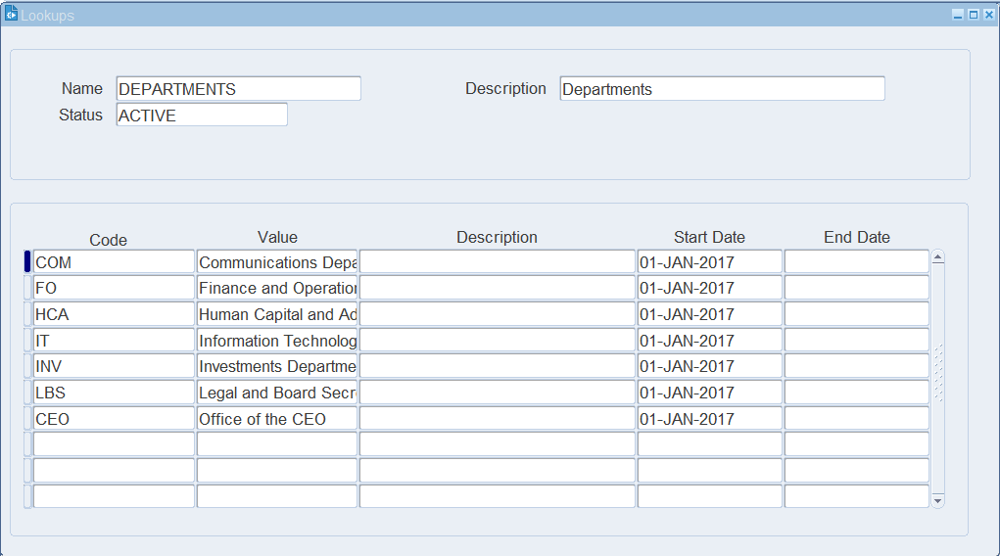 Lookups
Name DEPARTMENTS Description Departments
Status ACTIVE
Code Value Description Start Date End Date
COM Communications Depa 01-JAN-2017
FO Finance and Operation 01-JAN-2017
HCA Human Capital and Ad 01-JAN-2017
IT Information Technolog 01-JAN-2017
INV Investments Departme 01-JAN-2017
LBS Legal and Board Secr 01-JAN-2017
CEO Office of the CEO 01-JAN-2017